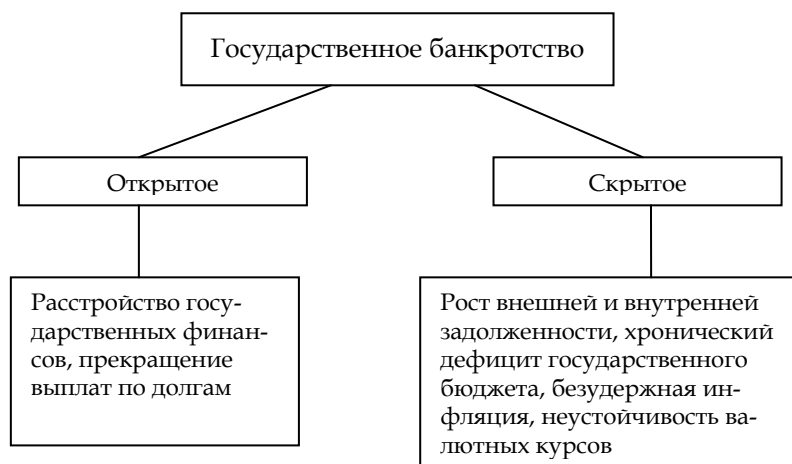 Государственное банкротство
Открытое
Скрытое
Расстройство госу-
дарственных финан-
сов, прекращение
выплат по долгам
Рост внешней и внутренней
задолженности, хронический
дефицит государственного
бюджета, безудержная ин-
фляция, неустойчивость ва-
лютных курсов